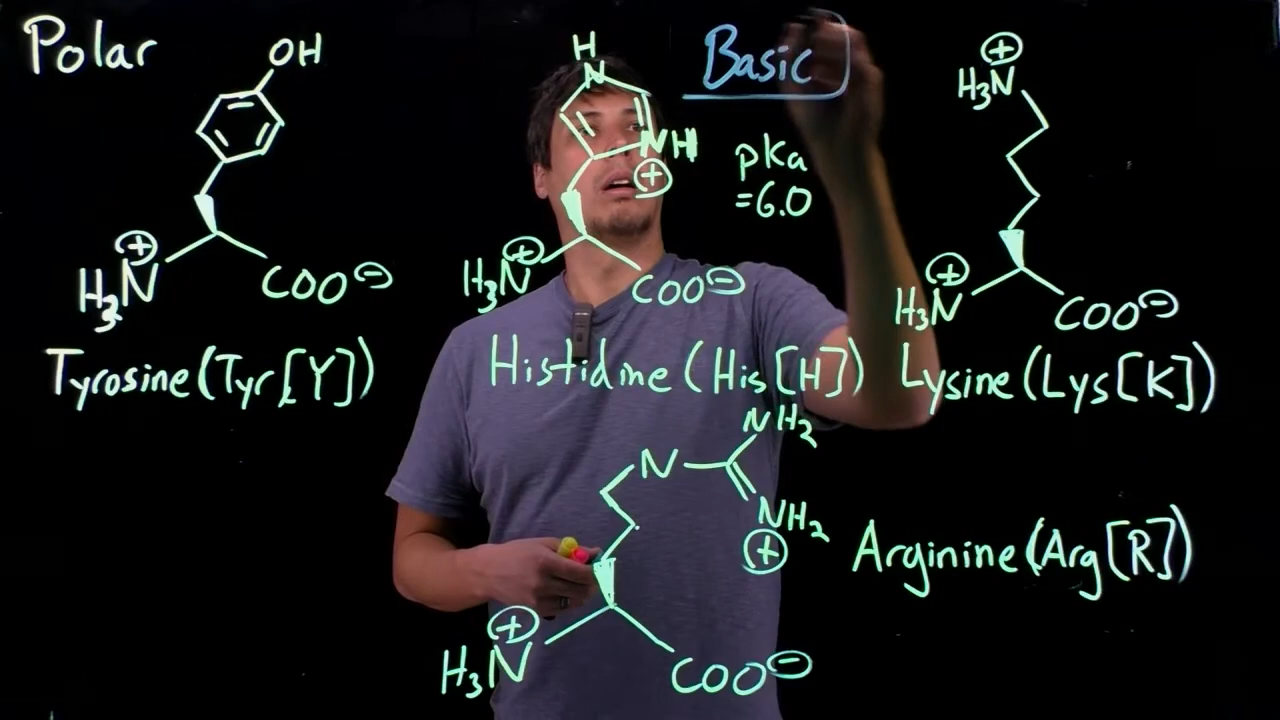 Polar
OH
H₃N ⊕
COO ⊖
Tyrosine (Tyr [Y])
H
N
NH
⊕
H₃N ⊕
COO ⊖
Histidine (His [H])
Basic
pKa
=6.0
⊕
H₃N
⊕
H₃N
COO ⊖
Lysine (Lys [K])
NH₂
N
NH₂
⊕
⊕
H₃N
COO ⊖
Arginine (Arg [R])